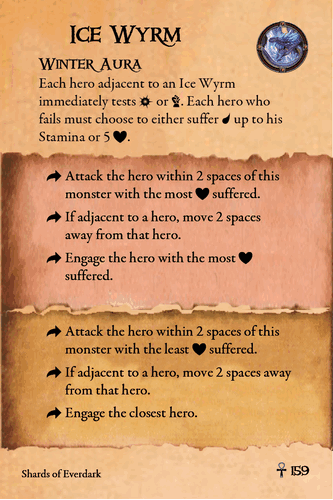 ICE WYRM
WINTER AURA
Each hero adjacent to an Ice Wyrm
immediately tests or . Each hero who
fails must choose to either suffer up to his
Stamina or 5 .
Attack the hero within 2 spaces of this
monster with the most suffered.
If adjacent to a hero, move 2 spaces
away from that hero.
Engage the hero with the most
suffered.
Attack the hero within 2 spaces of this
monster with the least suffered.
If adjacent to a hero, move 2 spaces away
from that hero.
Engage the closest hero.
Shards of Everdark
159